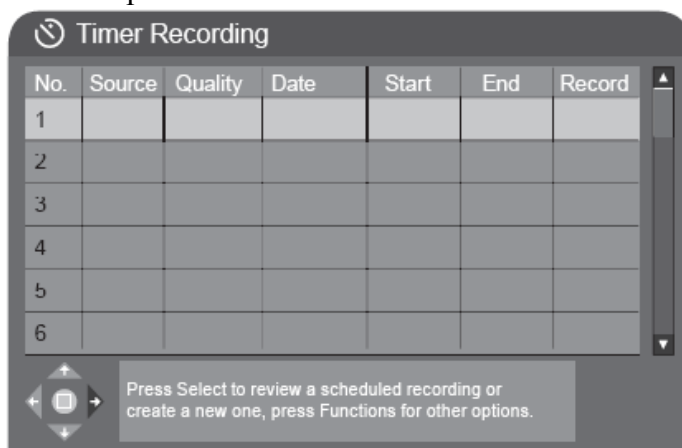 Timer Recording
No. Source Quality Date Start End Record
1
2
3
4
5
6
Press Select to review a scheduled recording or
create a new one, press Functions for other options.